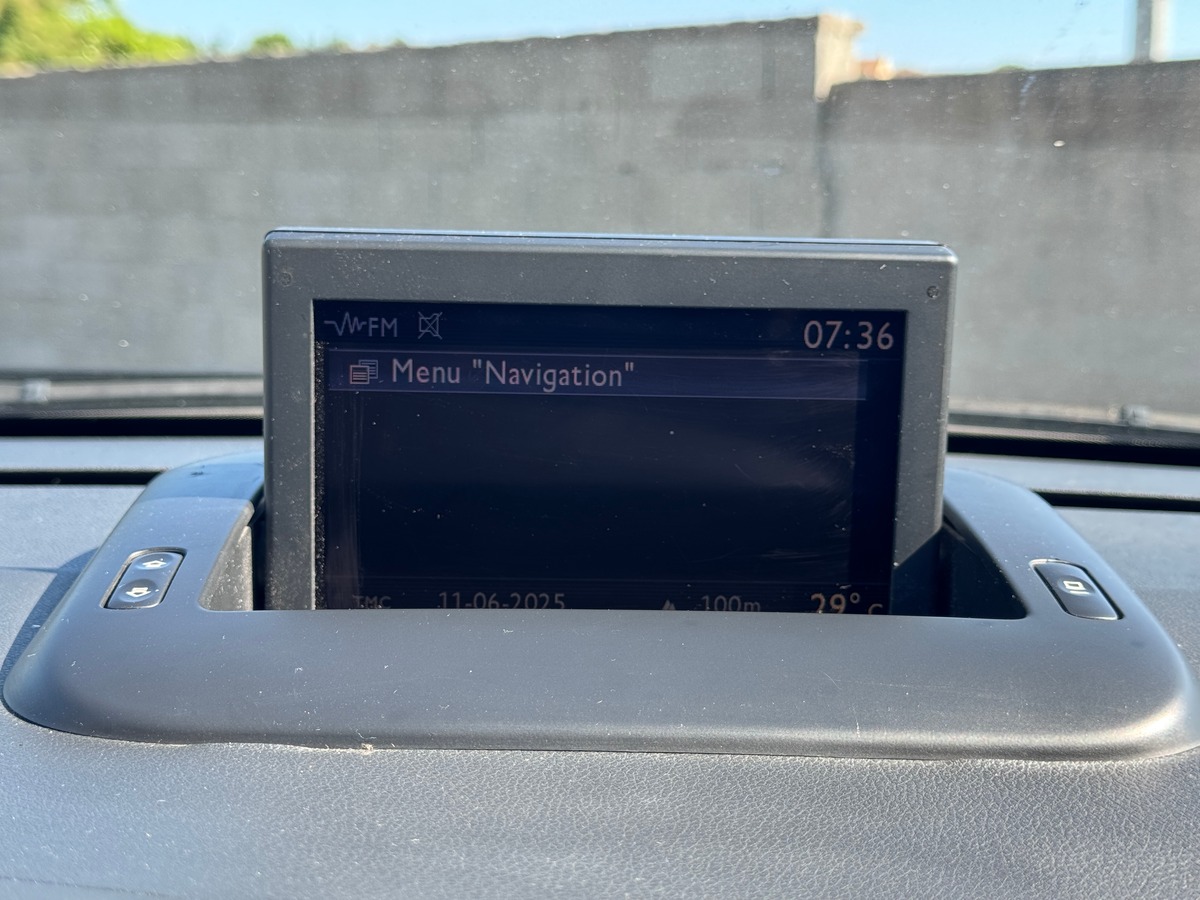 FM 07:36
Menu "Navigation"
TMC 11-06-2025 100m 29° C